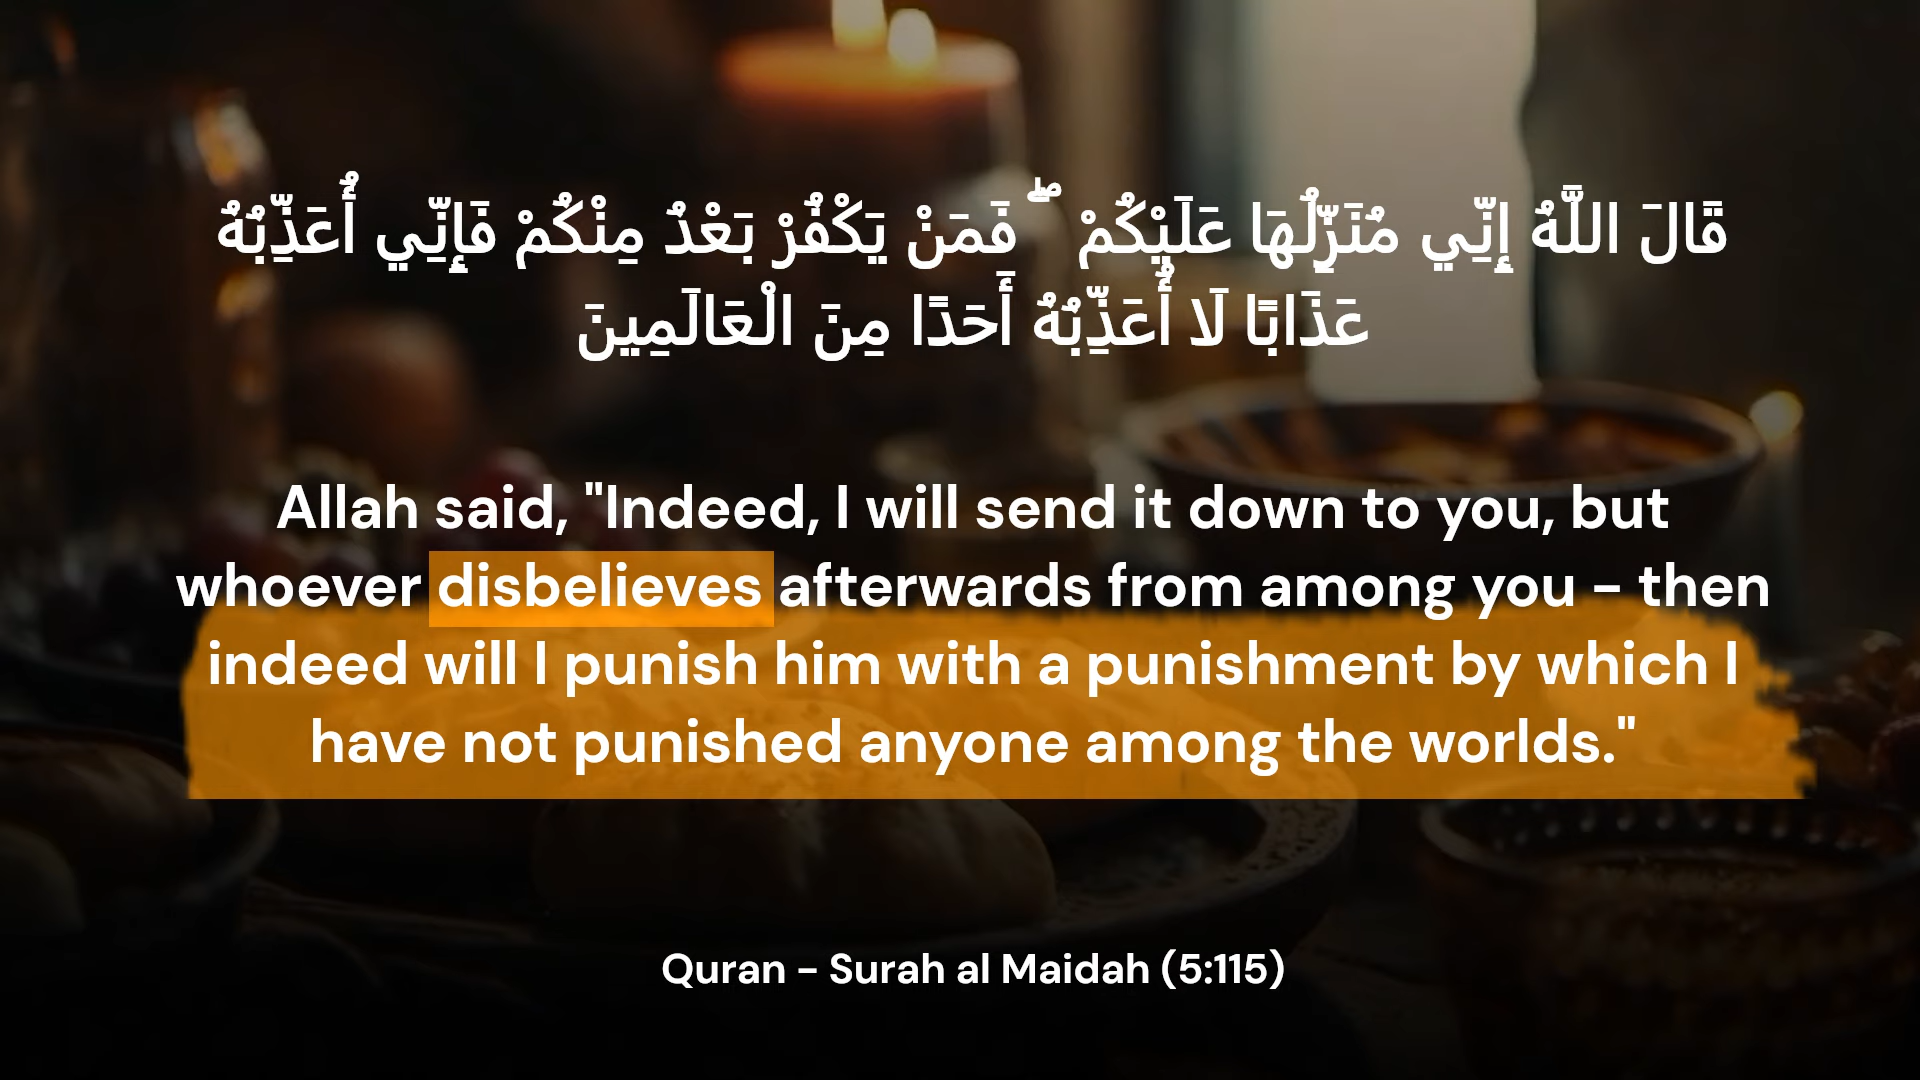 قَالَ اللَّهُ إِنِّي مُنَزِّلُهَا عَلَيْكُمْ ۖ فَمَنْ يَكْفُرْ بَعْدُ مِنْكُمْ فَإِنِّي أُعَذِّبُهُ
عَذَابًا لَا أُعَذِّبُهُ أَحَدًا مِنَ الْعَالَمِينَ
Allah said, "Indeed, I will send it down to you, but
whoever disbelieves afterwards from among you – then
indeed will I punish him with a punishment by which I
have not punished anyone among the worlds."
Quran – Surah al Maidah (5:115)